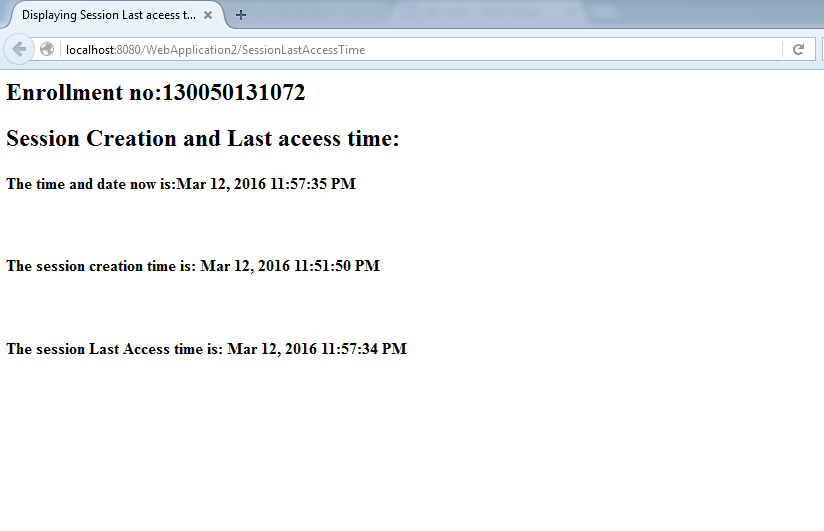 Displaying Session Last aceess t...
localhost:8080/WebApplication2/SessionLastAccessTime
Enrollment no:130050131072
Session Creation and Last aceess time:
The time and date now is:Mar 12, 2016 11:57:35 PM
The session creation time is: Mar 12, 2016 11:51:50 PM
The session Last Access time is: Mar 12, 2016 11:57:34 PM